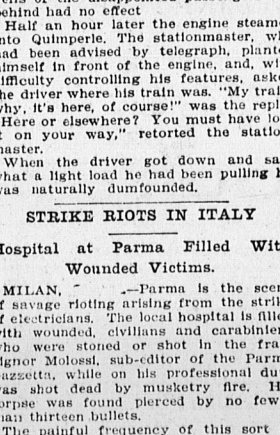 behind had no effect
Half an hour later the engine steam
into Quimperle. The stationmaster, w
had been advised by telegraph, plant
himself in front of the engine, and, wi
difficulty controlling his features, ask
the driver where his train was. "My trai
why, it's here, of course!" was the repl
Here or elsewhere? You must have lo
t on your way," retorted the stati
master.
When the driver got down and sa
what a light load he had been pulling h
was naturally dumfounded.
STRIKE RIOTS IN ITALY
Hospital at Parma Filled Wit
Wounded Victims.
MILAN, .—Parma is the scen
of savage rioting arising from the strik
of electricians. The local hospital is fille
with wounded, civilians and carabinier
who were stoned or shot in the fra
Signor Molossi, sub-editor of the Parm
Gazzetta, while on his professional du
was shot dead by musketry fire. H
corpse was found pierced by no few
than thirteen bullets.
The painful frequency of this sort